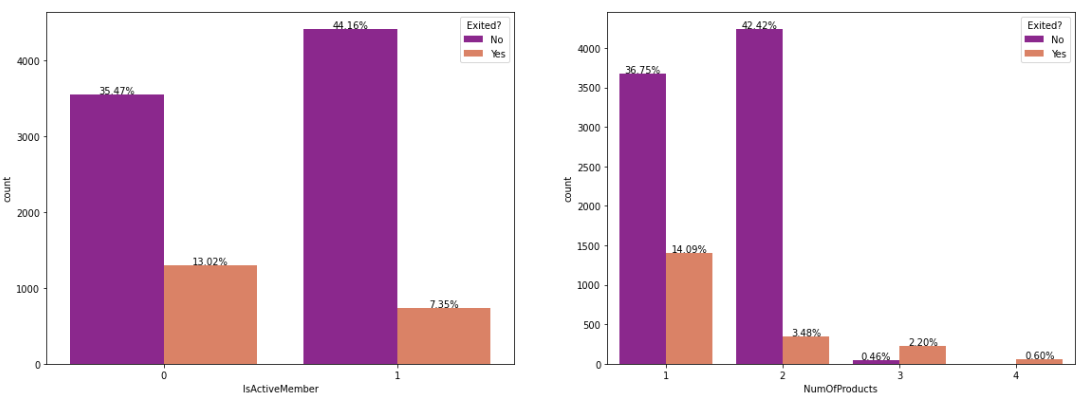 44.16%
35.47%
13.02%
7.35%
Exited?
No
Yes
4000
3000
2000
1000
0
count
0 1
IsActiveMember
42.42%
36.75%
14.09%
3.48%
0.46%
2.20%
0.60%
Exited?
No
Yes
4000
3500
3000
2500
2000
1500
1000
500
0
count
1 2 3 4
NumOfProducts